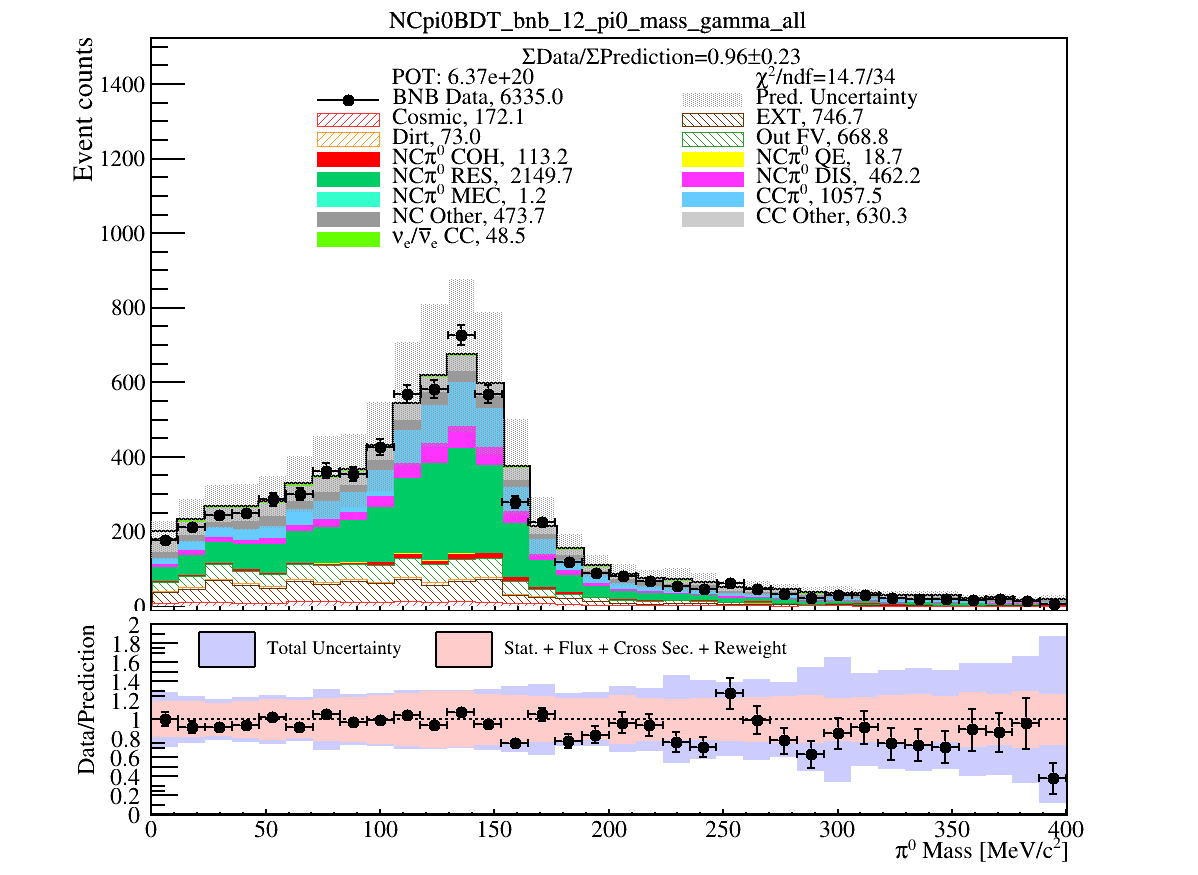 NCpi0BDT_bnb_12_pi0_mass_gamma_all
ΣData/ΣPrediction=0.96±0.23
POT: 6.37e+20
χ²/ndf=14.7/34
BNB Data, 6335.0
Pred. Uncertainty
Cosmic, 172.1
EXT, 746.7
Dirt, 73.0
Out FV, 668.8
NCπ⁰ COH, 113.2
NCπ⁰ QE, 18.7
NCπ⁰ RES, 2149.7
NCπ⁰ DIS, 462.2
NCπ⁰ MEC, 1.2
CCπ⁰, 1057.5
NC Other, 473.7
CC Other, 630.3
νₑ/ν̅ₑ CC, 48.5
Event counts
1400
1200
1000
800
600
400
200
0
Total Uncertainty
Stat. + Flux + Cross Sec. + Reweight
Data/Prediction
2
1.8
1.6
1.4
1.2
1
0.8
0.6
0.4
0.2
0
0 50 100 150 200 250 300 350 400
π⁰ Mass [MeV/c²]